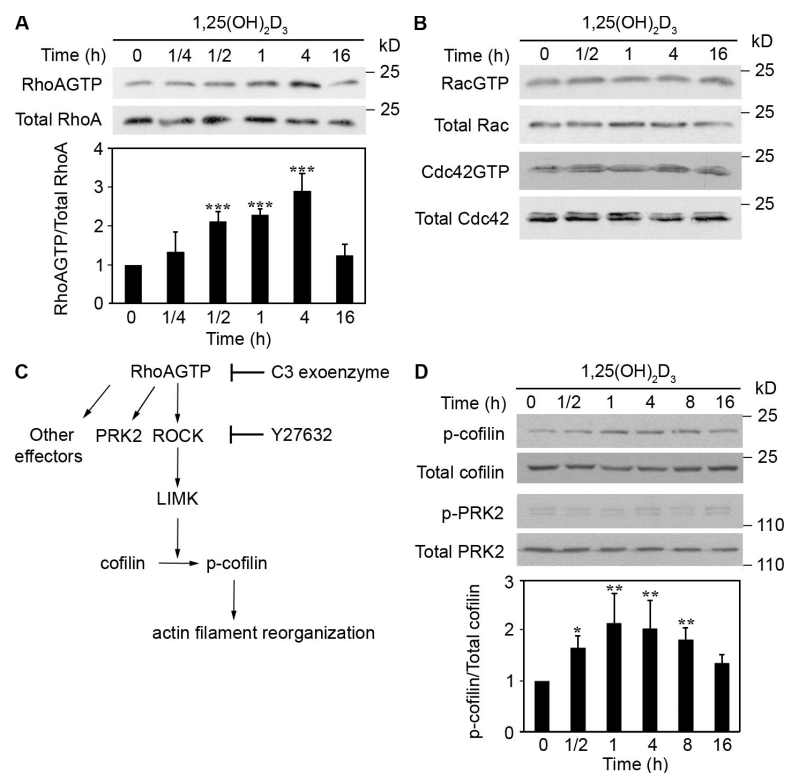 A
1,25(OH)₂D₃
kD
Time (h) 0 1/4 1/2 1 4 16
25
RhoAGTP
25
Total RhoA
RhoAGTP/Total RhoA
4
3
2
1
0
*** *** ***
0 1/4 1/2 1 4 16
Time (h)
B
1,25(OH)₂D₃
kD
Time (h) 0 1/2 1 4 16
25
RacGTP
25
Total Rac
25
Cdc42GTP
25
Total Cdc42
C
RhoAGTP
C3 exoenzyme
Other
effectors
PRK2 ROCK
Y27632
LIMK
cofilin
p-cofilin
actin filament reorganization
D
1,25(OH)₂D₃
kD
Time (h) 0 1/2 1 4 8 16
25
p-cofilin
25
Total cofilin
p-PRK2
110
Total PRK2
110
p-cofilin/Total cofilin
3
2
1
0
* ** ** **
0 1/2 1 4 8 16
Time (h)